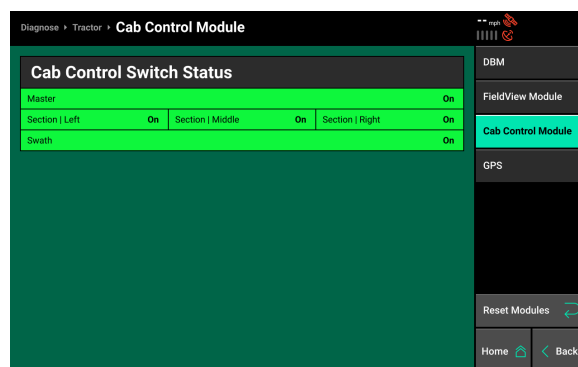 Diagnose ‣ Tractor ‣ Cab Control Module
-- mph
Cab Control Switch Status
Master On
Section | Left On Section | Middle On Section | Right On
Swath On
DBM
FieldView Module
Cab Control Module
GPS
Reset Modules
Home < Back